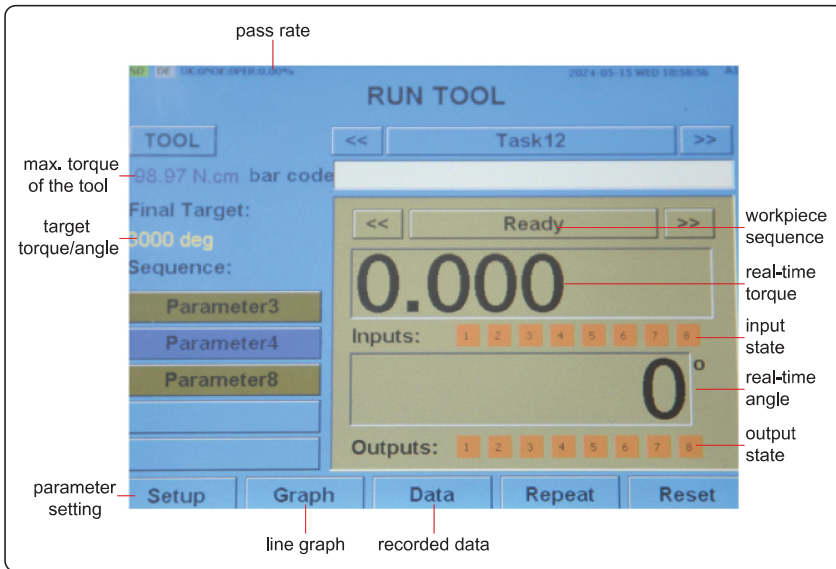 pass rate
SD DE OK:0%OK:0PER:0.00% 2024-05-15 WED 10:58:56
RUN TOOL
TOOL << Task12 >>
max. torque of the tool
98.97 N.cm bar code
Final Target:
target torque/angle
deg
Sequence:
<< Ready >>
workpiece sequence
0.000
real-time torque
Parameter3
Parameter4
Parameter8
Inputs: 1 2 3 4 5 6 7 8
input state
0°
real-time angle
Outputs: 1 2 3 4 5 6 7 8
output state
parameter setting
Setup Graph Data Repeat Reset
line graph recorded data